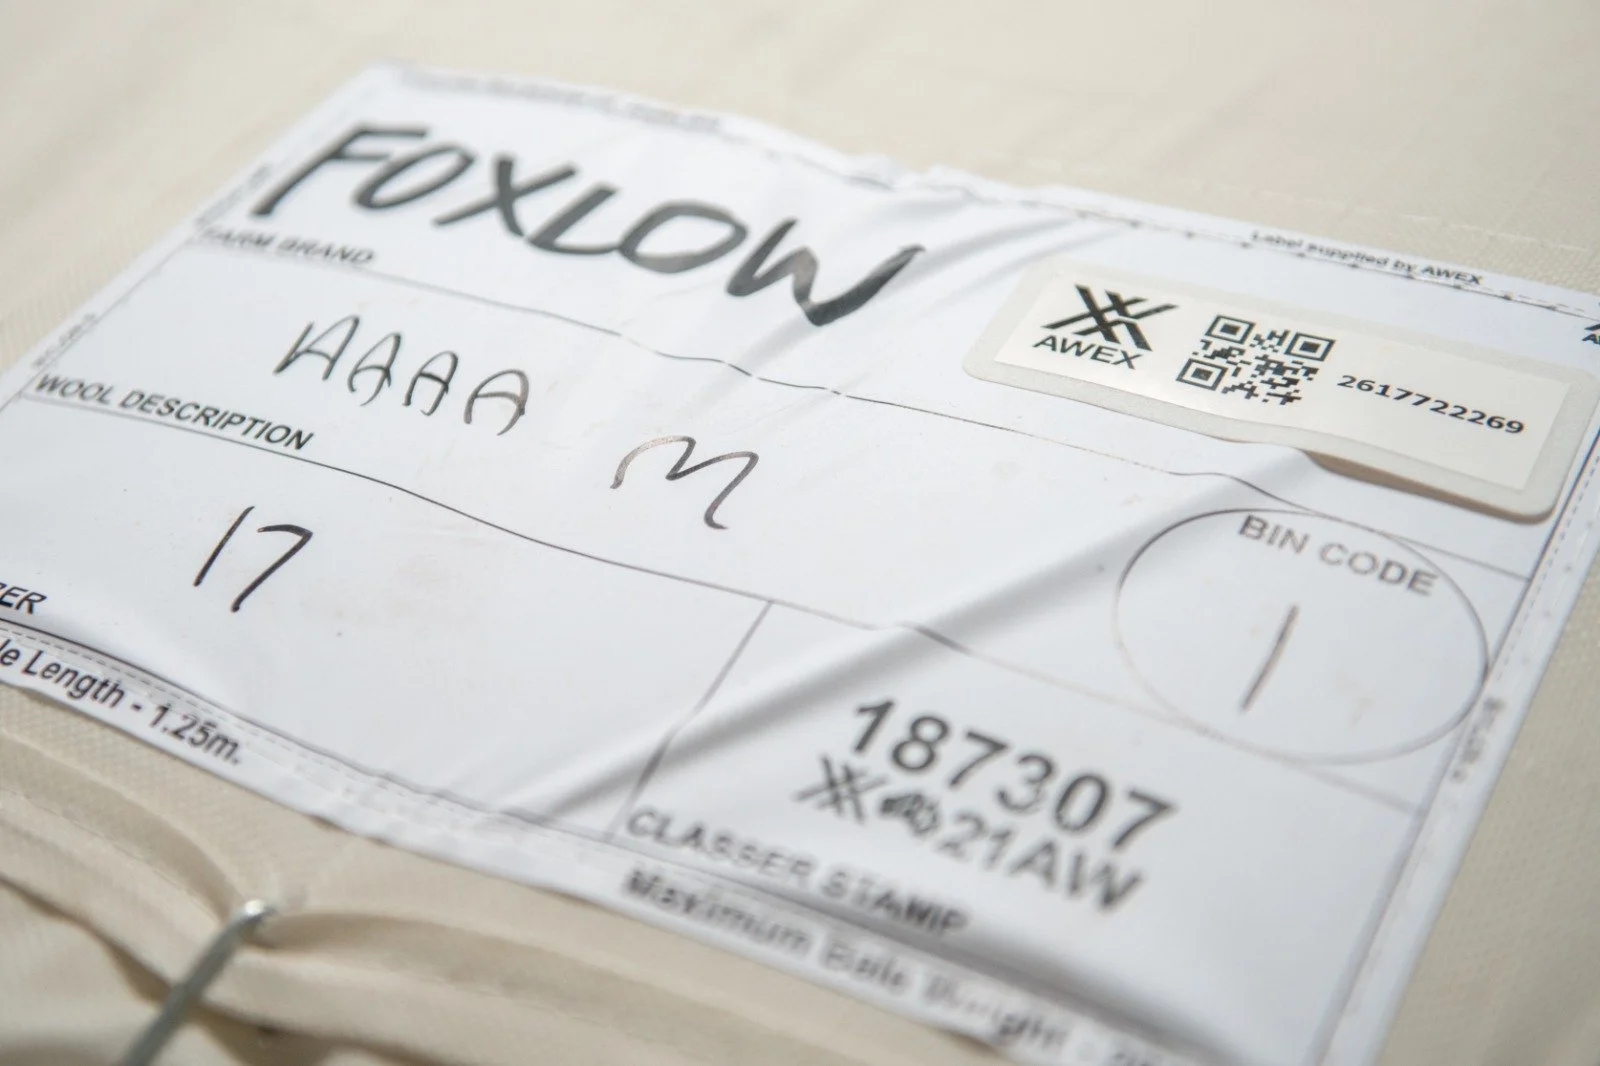 FOXLOW
FARM BRAND
Label supplied by AWEX
AWEX
2617722269
AAAA M
WOOL DESCRIPTION
BIN CODE
1
17
187307
21AW
CLASSER STAMP
Length - 1.25m.
Maximum Bale Weight -